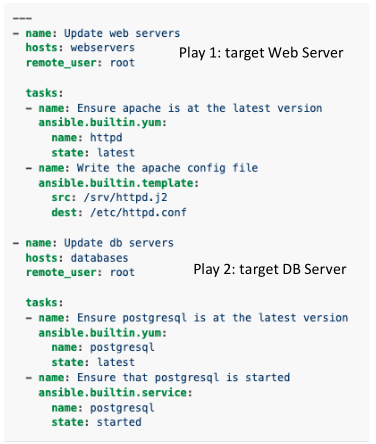 ---
- name: Update web servers
  hosts: webservers
  remote_user: root
Play 1: target Web Server
  tasks:
  - name: Ensure apache is at the latest version
    ansible.builtin.yum:
      name: httpd
      state: latest
  - name: Write the apache config file
    ansible.builtin.template:
      src: /srv/httpd.j2
      dest: /etc/httpd.conf
- name: Update db servers
  hosts: databases
  remote_user: root
Play 2: target DB Server
  tasks:
  - name: Ensure postgresql is at the latest version
    ansible.builtin.yum:
      name: postgresql
      state: latest
  - name: Ensure that postgresql is started
    ansible.builtin.service:
      name: postgresql
      state: started